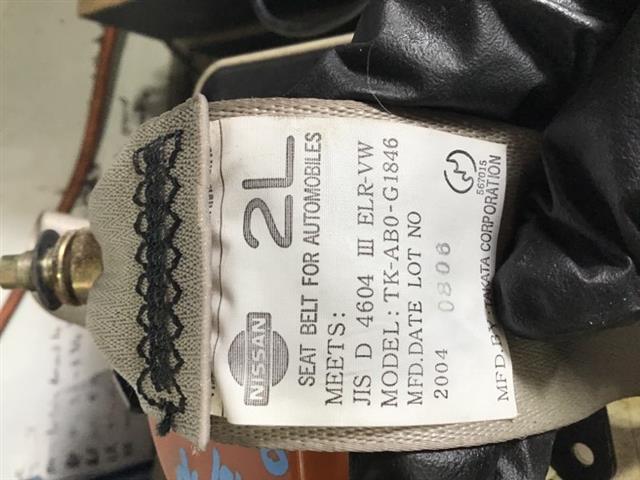 NISSAN
2L
SEAT BELT FOR AUTOMOBILES
MEETS:
JIS D 4604 III ELR-VW
MODEL: TK-AB0-G1846
MFD.DATE LOT NO
2004 0806
567015
MFD.BY:TAKATA CORPORATION